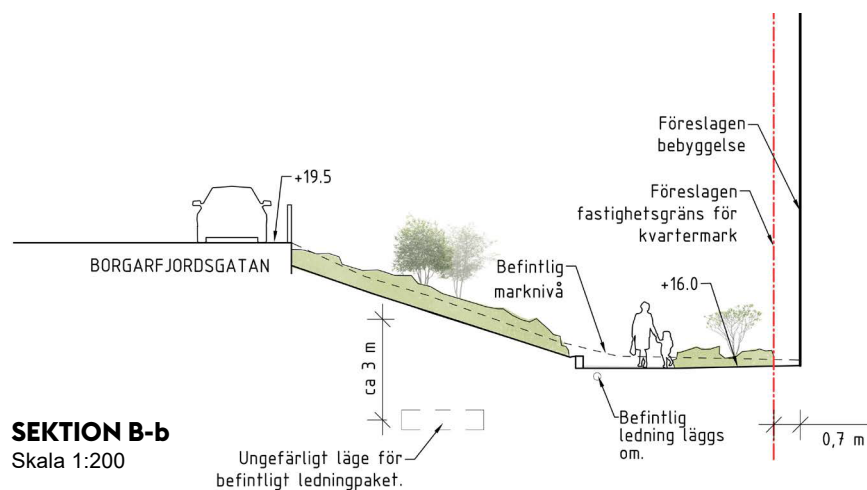 Föreslagen
bebyggelse
+19.5
Föreslagen
fastighetsgräns för
kvartermark
BORGARFJORDSGATAN
Befintlig
marknivå
+16.0
ca 3 m
SEKTION B-b
Skala 1:200
Ungefärligt läge för
befintligt ledningpaket.
Befintlig
ledning läggs
om.
0,7 m